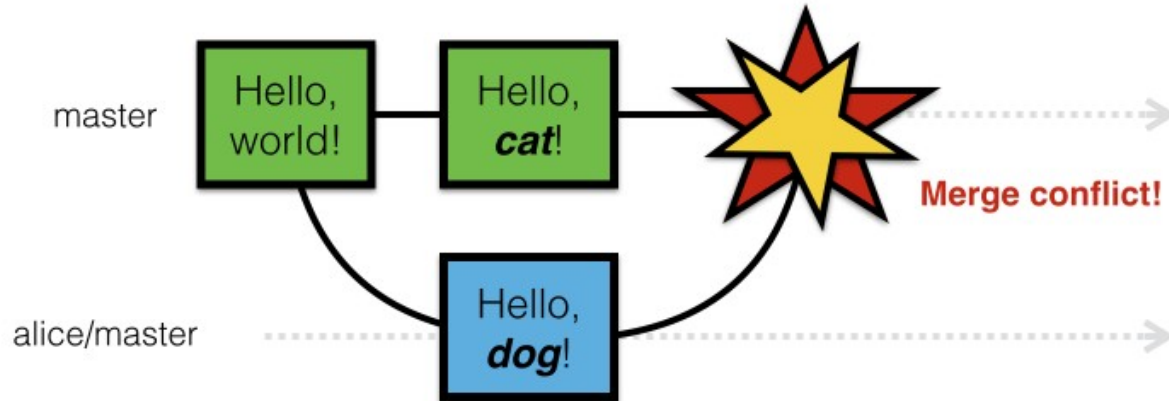 master
Hello,
world!
Hello,
cat!
Merge conflict!
alice/master
Hello,
dog!